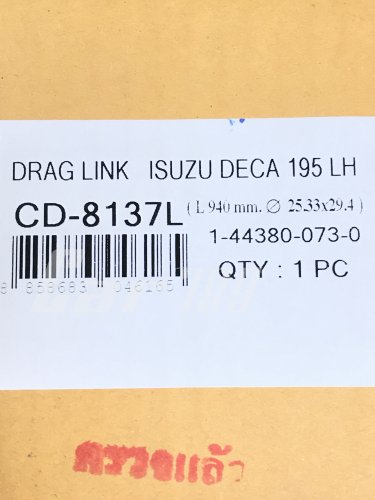 DRAG LINK ISUZU DECA 195 LH
CD-8137L ( L 940 mm. ∅ 25.33x29.4 )
1-44380-073-0
QTY : 1 PC
8 858683 046165
ตรวจแล้ว